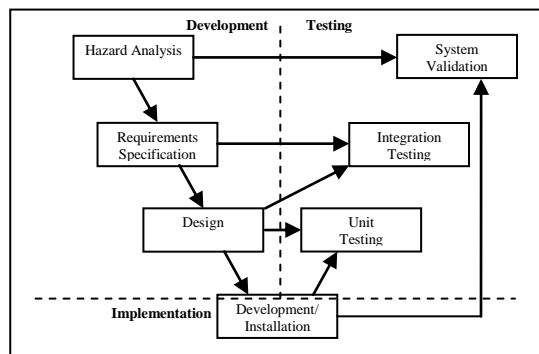 Development Testing
Hazard Analysis
System
Validation
Requirements
Specification
Integration
Testing
Design
Unit
Testing
Implementation
Development/
Installation